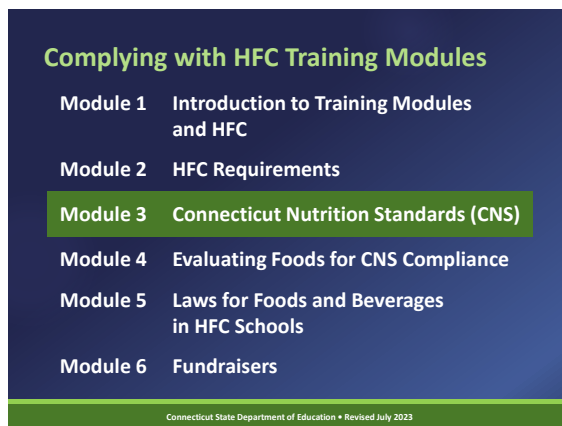 Complying with HFC Training Modules
Module 1 Introduction to Training Modules
and HFC
Module 2 HFC Requirements
Module 3 Connecticut Nutrition Standards (CNS)
Module 4 Evaluating Foods for CNS Compliance
Module 5 Laws for Foods and Beverages
in HFC Schools
Module 6 Fundraisers
Connecticut State Department of Education • Revised July 2023